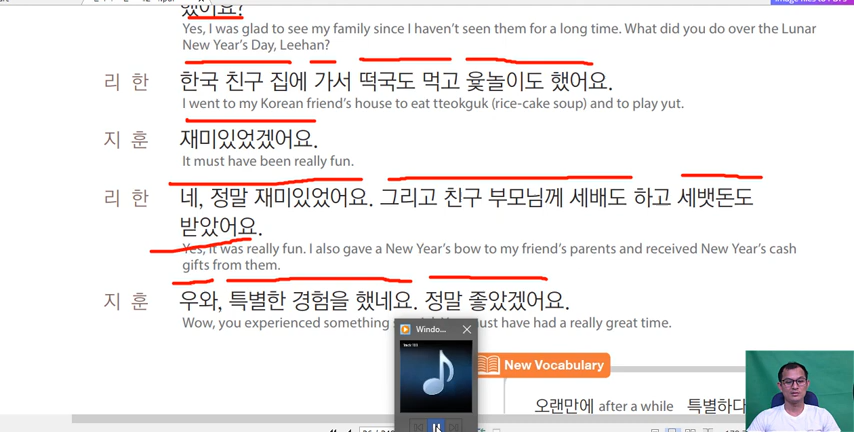 했어요?
Yes, I was glad to see my family since I haven't seen them for a long time. What did you do over the Lunar
New Year's Day, Leehan?
리 한 한국 친구 집에 가서 떡국도 먹고 윷놀이도 했어요.
I went to my Korean friend's house to eat tteokguk (rice-cake soup) and to play yut.
지 훈 재미있었겠어요.
It must have been really fun.
리 한 네, 정말 재미있었어요. 그리고 친구 부모님께 세배도 하고 세뱃돈도
받았어요.
Yes, it was really fun. I also gave a New Year's bow to my friend's parents and received New Year's cash
gifts from them.
지 훈 우와, 특별한 경험을 했네요. 정말 좋았겠어요.
Wow, you experienced something must have had a really great time.
Windo...
New Vocabulary
오랜만에 after a while 특별하다